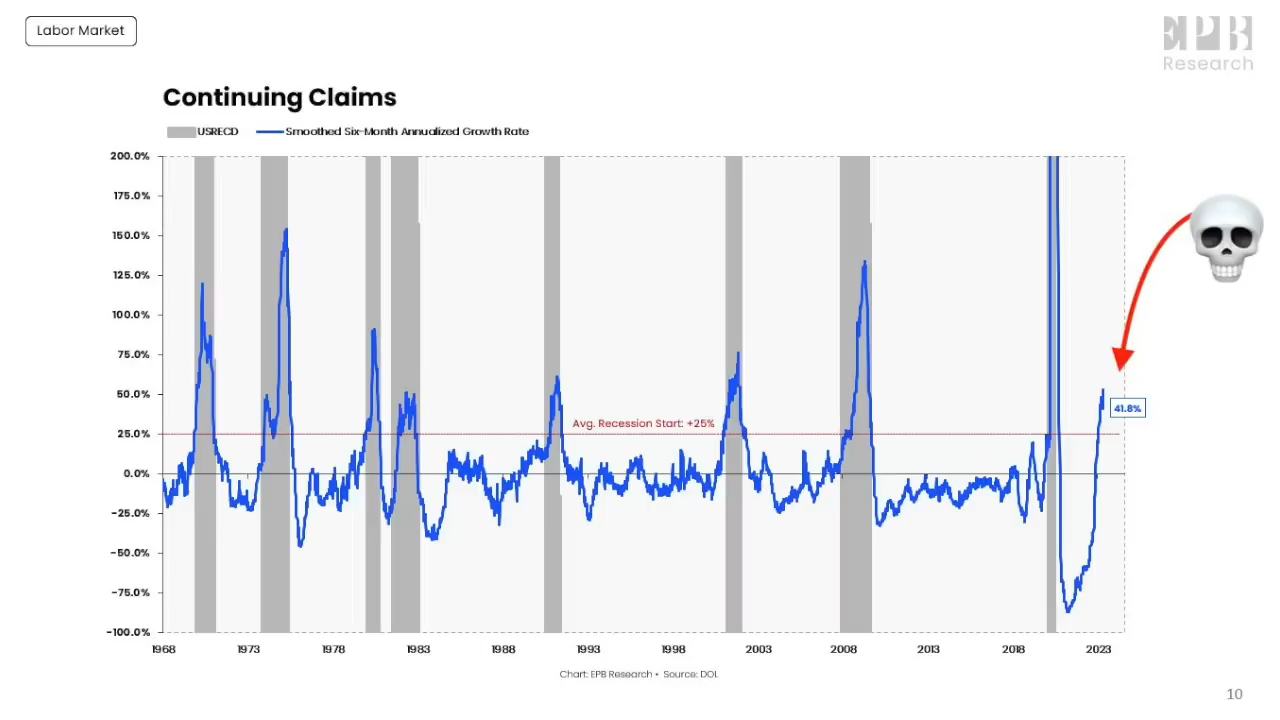 Labor Market
EPB
Research
Continuing Claims
USRECD Smoothed Six-Month Annualized Growth Rate
200.0%
175.0%
150.0%
125.0%
100.0%
75.0%
50.0%
25.0%
0.0%
-25.0%
-50.0%
-75.0%
-100.0%
Avg. Recession Start: +25%
41.8%
1968 1973 1978 1983 1988 1993 1998 2003 2008 2013 2018 2023
Chart: EPB Research • Source: DOL
10